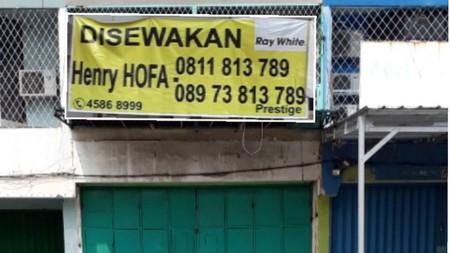 DISEWAKAN Ray White.
Henry HOFA - 0811 813 789
089 73 813 789
4586 8999 Prestige